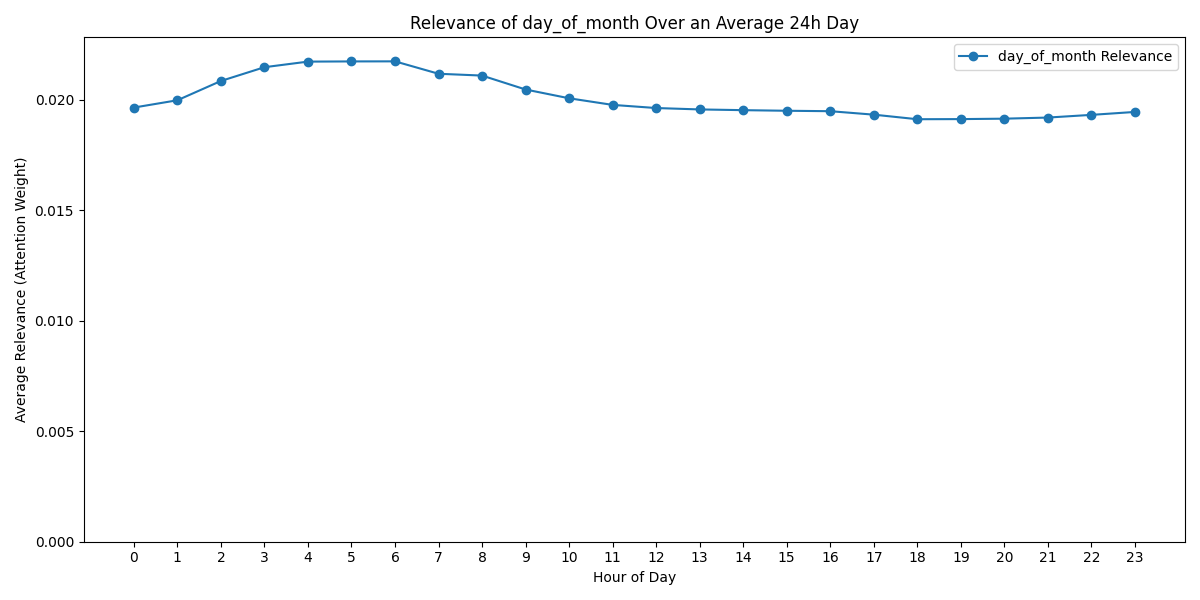 Relevance of day_of_month Over an Average 24h Day
day_of_month Relevance
Average Relevance (Attention Weight)
0.020
0.015
0.010
0.005
0.000
0 1 2 3 4 5 6 7 8 9 10 11 12 13 14 15 16 17 18 19 20 21 22 23
Hour of Day